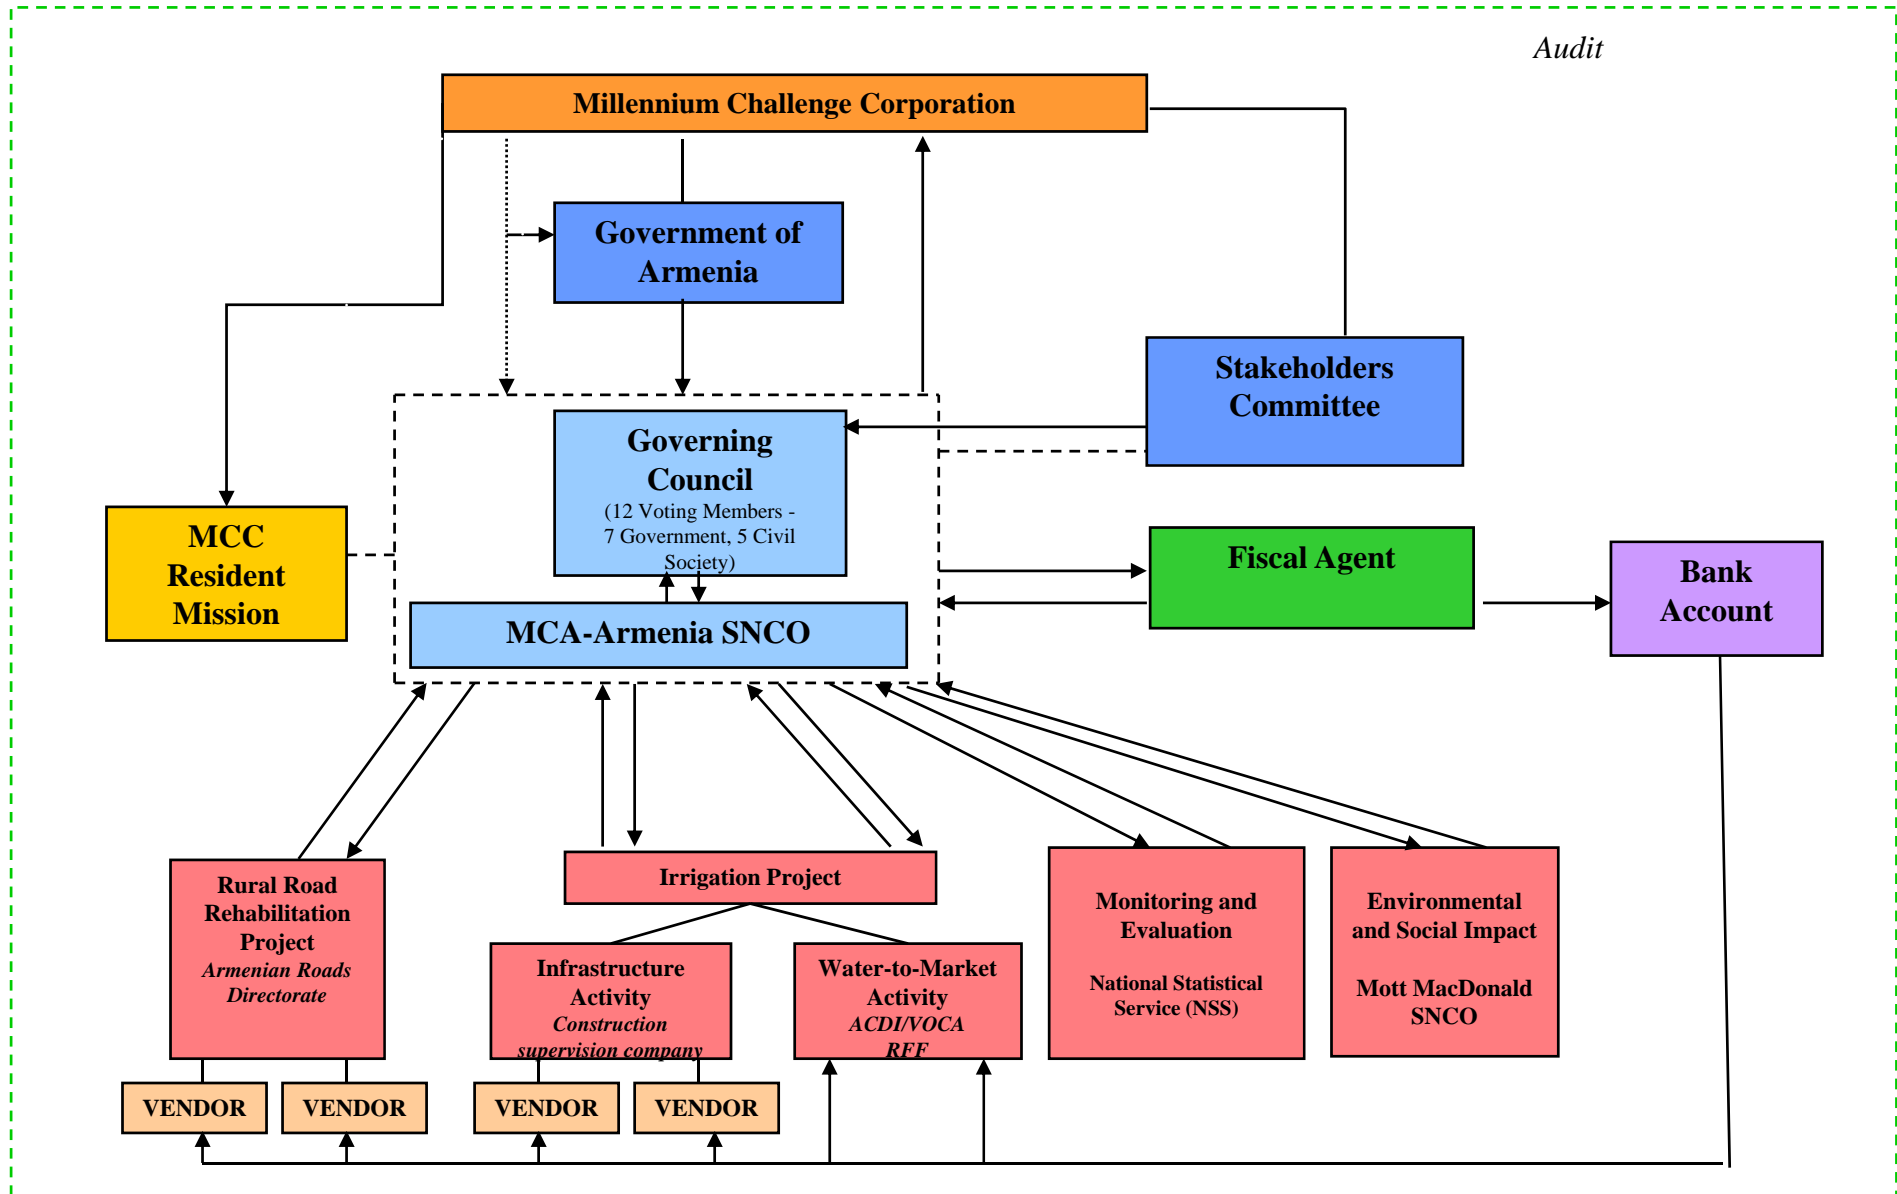 Audit
Millennium Challenge Corporation
Government of
Armenia
Stakeholders
Committee
Governing
Council
(12 Voting Members -
7 Government, 5 Civil
Society)
MCC
Resident
Mission
Fiscal Agent
Bank
Account
MCA-Armenia SNCO
Rural Road
Rehabilitation
Project
Armenian Roads
Directorate
Irrigation Project
Infrastructure
Activity
Construction
supervision company
Water-to-Market
Activity
ACDI/VOCA
RFF
Monitoring and
Evaluation
National Statistical
Service (NSS)
Environmental
and Social Impact
Mott MacDonald
SNCO
VENDOR
VENDOR
VENDOR
VENDOR